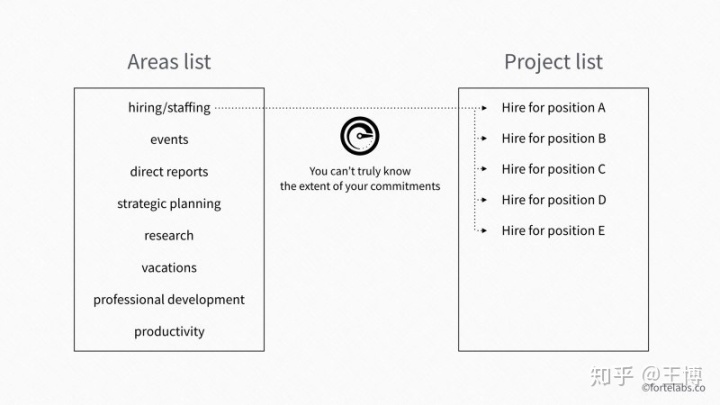 Areas list
hiring/staffing
events
direct reports
strategic planning
research
vacations
professional development
productivity
You can't truly know
the extent of your commitments
Project list
Hire for position A
Hire for position B
Hire for position C
Hire for position D
Hire for position E
知乎 @王博
©fortelabs.co